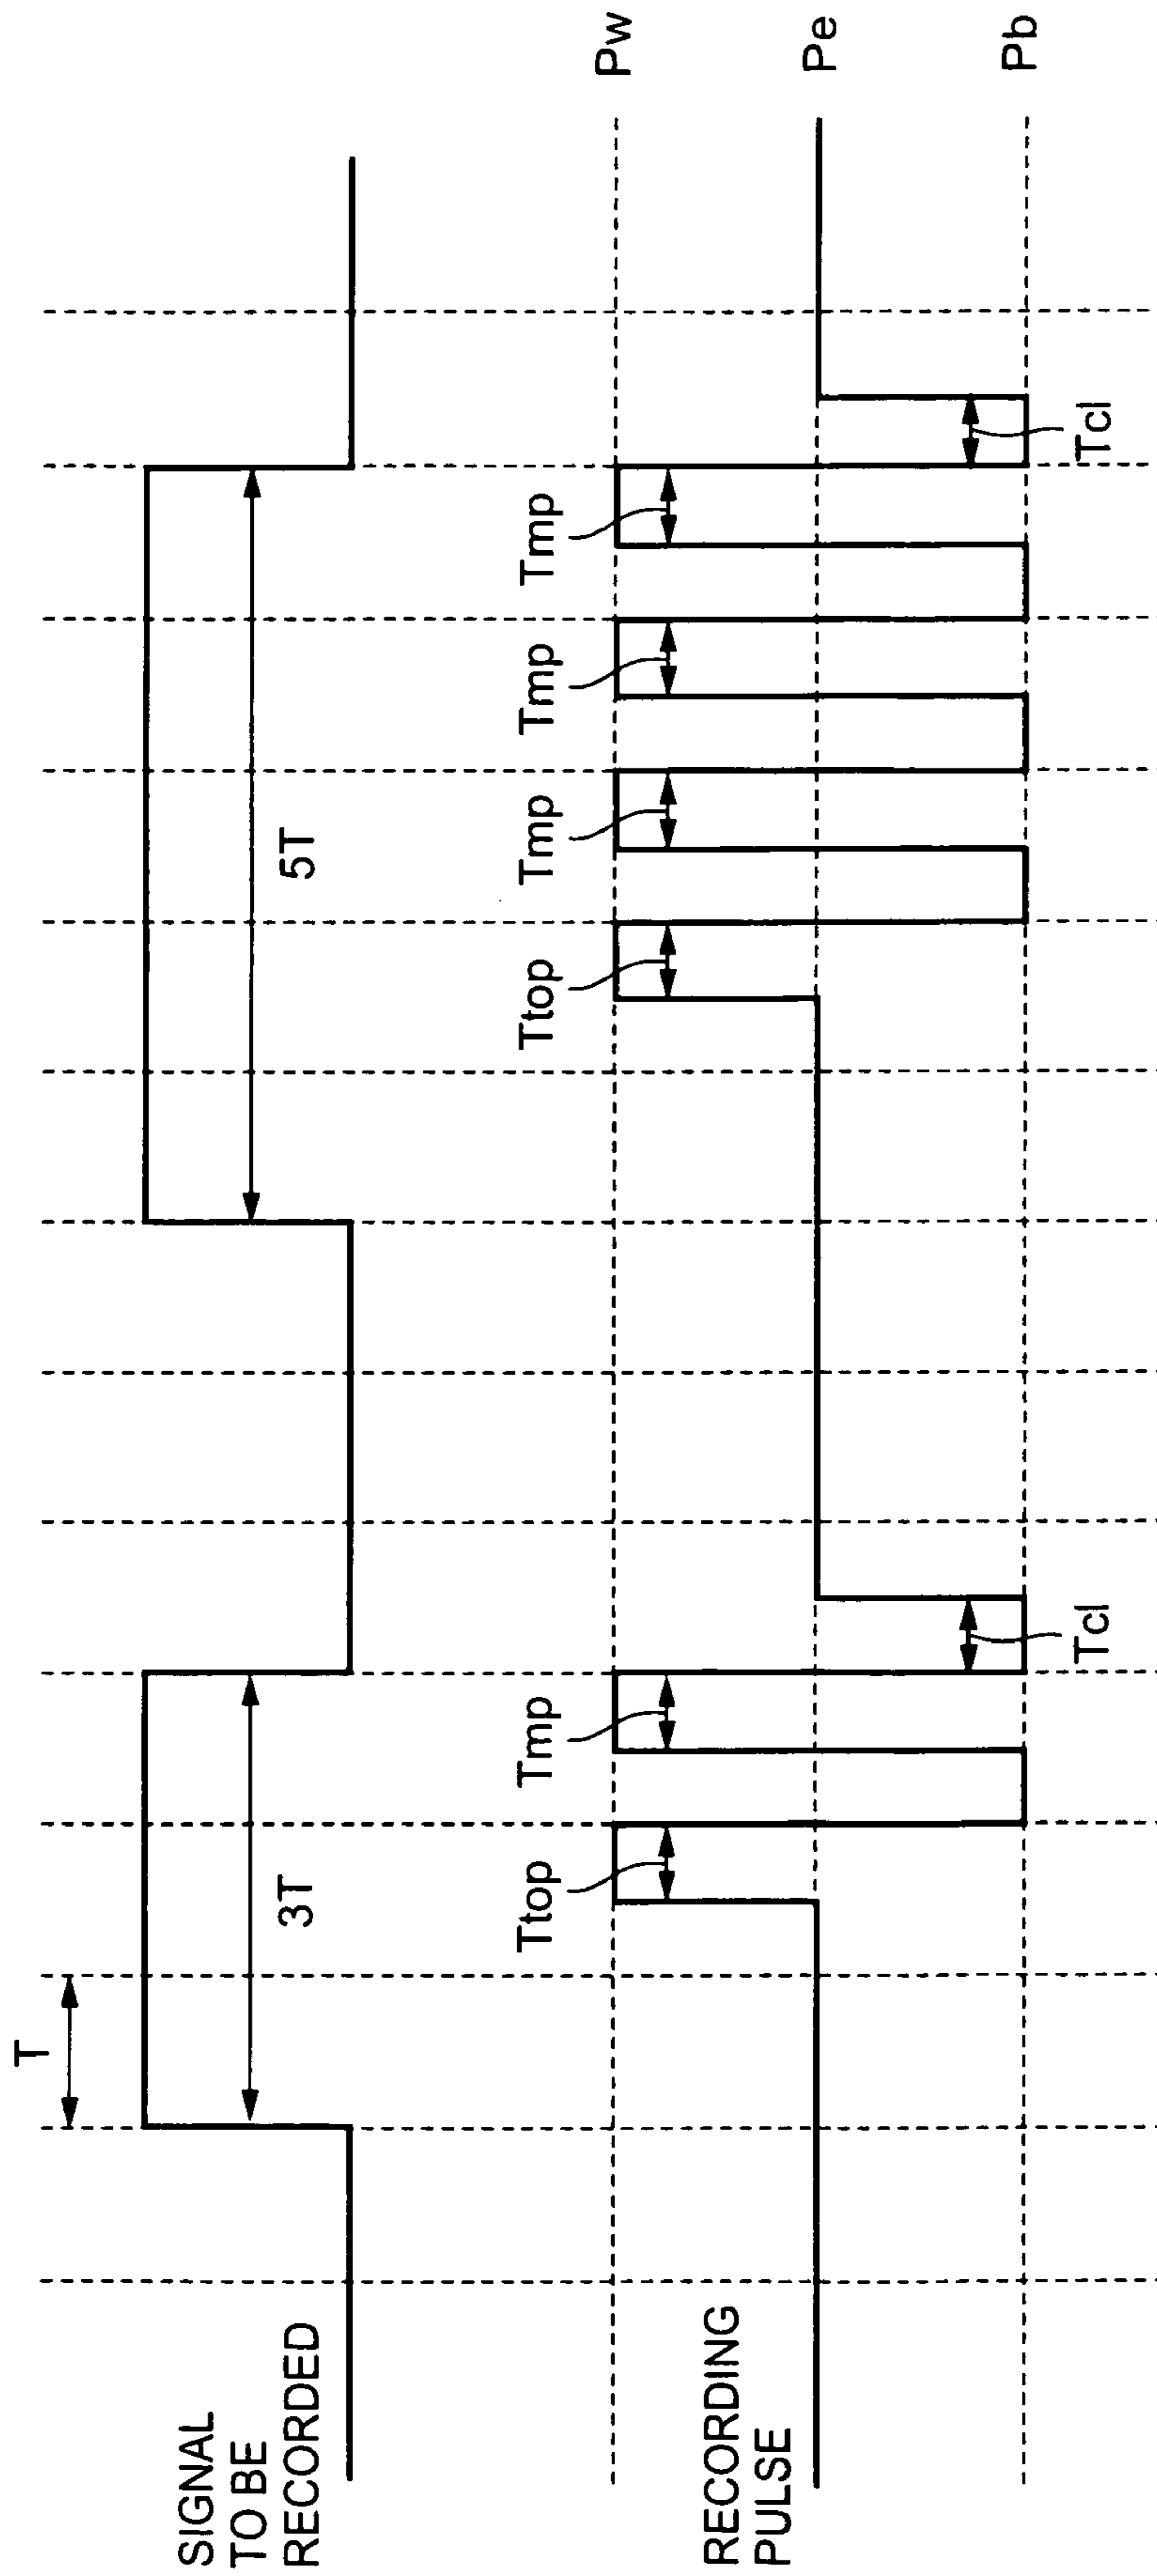 T
SIGNAL
TO BE
RECORDED
3T
5T
RECORDING
PULSE
Ttop
Tmp
Ttop
Tmp
Tmp
Tmp
Tcl
Tcl
Pw
Pe
Pb